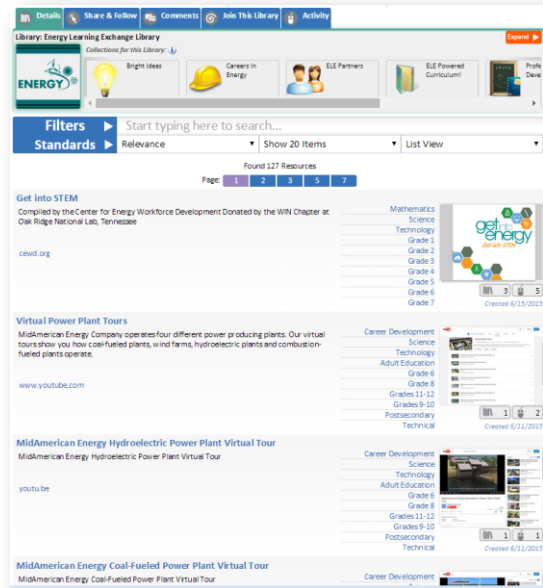 Details
Share & Follow
Comments
Join This Library
Activity
Library: Energy Learning Exchange Library
Expand
Collections for this Library:
ENERGY
Bright Ideas
Careers in
Energy
ELE Partners
ELE Powered
Curriculum!
Profe
Deve
Filters
Start typing here to search...
Standards
Relevance
Show 20 Items
List View
Found 127 Resources
Page: 1 2 3 5 7
Get into STEM
Compiled by the Center for Energy Workforce Development Donated by the WIN Chapter at
Oak Ridge National Lab, Tennessee
cewd.org
Mathematics
Science
Technology
Grade 1
Grade 2
Grade 3
Grade 4
Grade 5
Grade 6
Grade 7
get into
energy
Get into STEM
3 5
Created 6/15/2015
Virtual Power Plant Tours
MidAmerican Energy Company operates four different power producing plants. Our virtual
tours show you how coal-fueled plants, wind farms, hydroelectric plants and combustion-
fueled plants operate.
www.youtube.com
Career Development
Science
Technology
Adult Education
Grade 6
Grade 8
Grades 11-12
Grades 9-10
Postsecondary
Technical
1 2
Created 6/11/2015
MidAmerican Energy Hydroelectric Power Plant Virtual Tour
MidAmerican Energy Hydroelectric Power Plant Virtual Tour
youtu.be
Career Development
Science
Technology
Adult Education
Grade 6
Grade 8
Grades 11-12
Grades 9-10
Postsecondary
Technical
1 1
Created 6/11/2015
MidAmerican Energy Coal-Fueled Power Plant Virtual Tour
MidAmerican Energy Coal-Fueled Power Plant Virtual Tour
Career Development